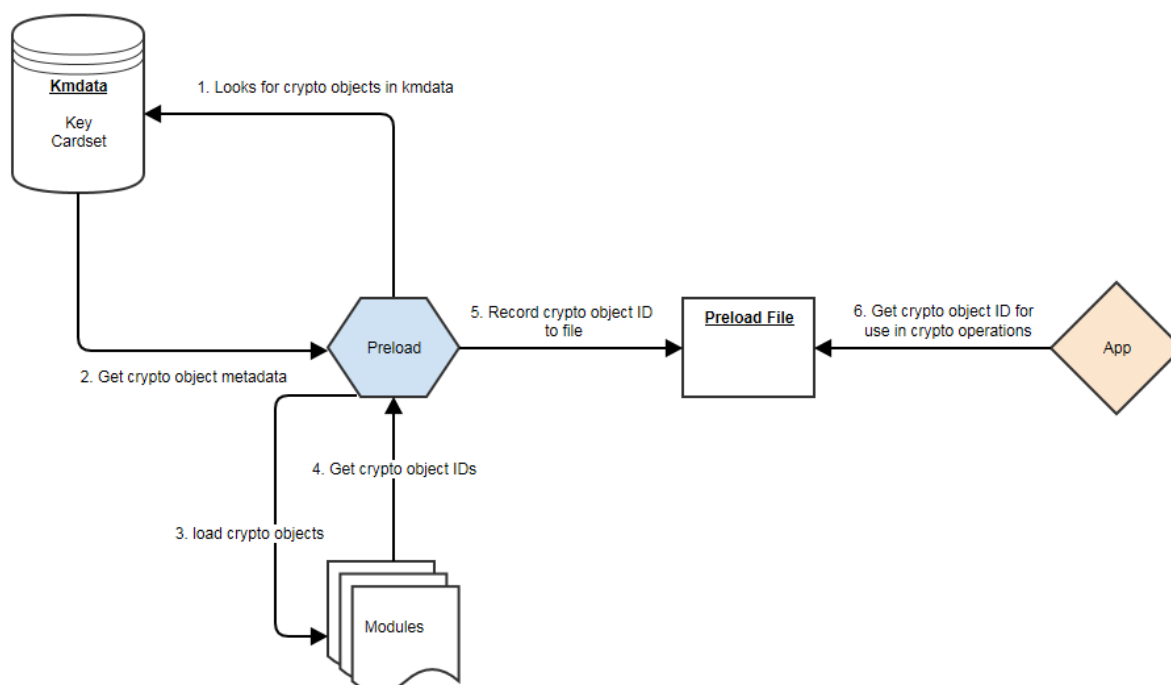 Kmdata
Key
Cardset
1. Looks for crypto objects in kmdata
2. Get crypto object metadata
Preload
5. Record crypto object ID
to file
Preload File
6. Get crypto object ID for
use in crypto operations
App
4. Get crypto object IDs
3. load crypto objects
Modules